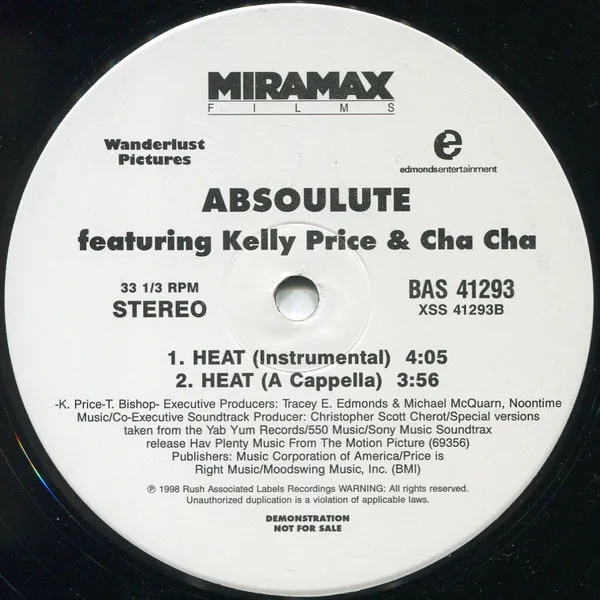 MIRAMAX
FILMS
Wanderlust
Pictures
e
edmondsentertainment
ABSOULUTE
featuring Kelly Price & Cha Cha
33 1/3 RPM
STEREO
BAS 41293
XSS 41293B
1. HEAT (Instrumental) 4:05
2. HEAT (A Cappella) 3:56
-K. Price-T. Bishop- Executive Producers: Tracey E. Edmonds & Michael McQuarn, Noontime
Music/Co-Executive Soundtrack Producer: Christopher Scott Cherot/Special versions
taken from the Yab Yum Records/550 Music/Sony Music Soundtrax
release Hav Plenty Music From The Motion Picture (69356)
Publishers: Music Corporation of America/Price is
Right Music/Moodswing Music, Inc. (BMI)
℗ 1998 Rush Associated Labels Recordings WARNING: All rights reserved.
Unauthorized duplication is a violation of applicable laws.
DEMONSTRATION
NOT FOR SALE